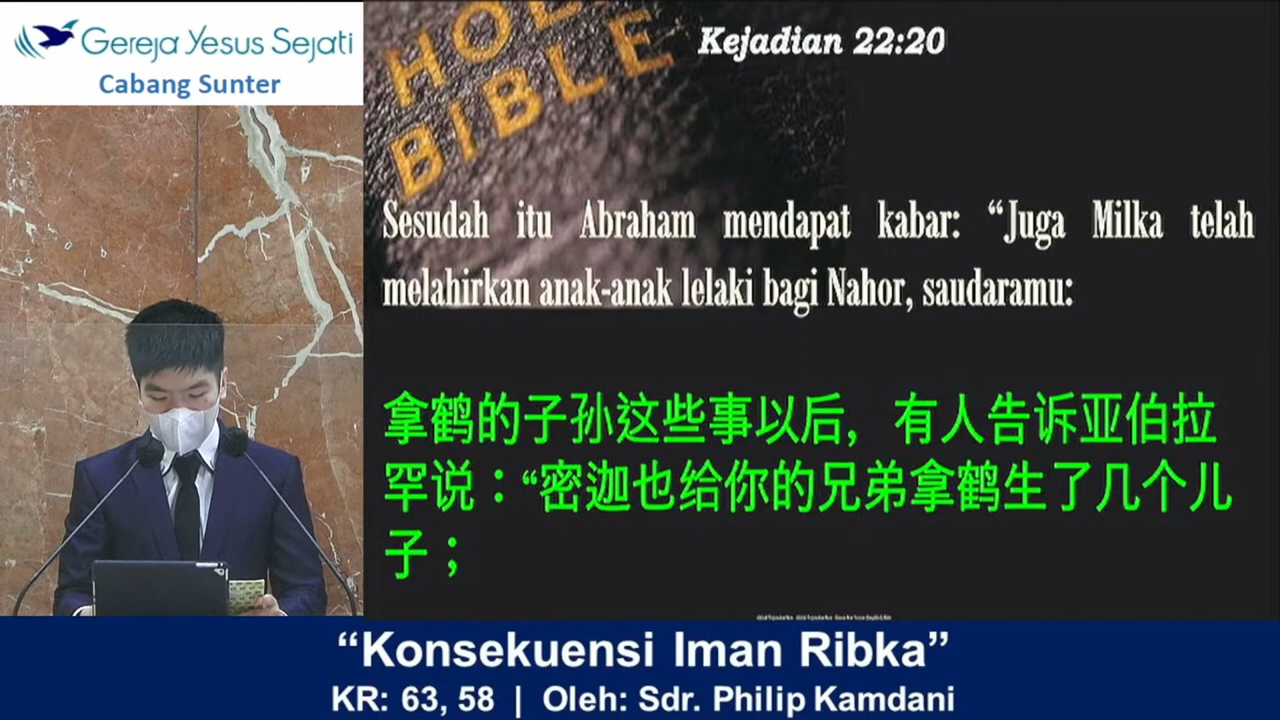 Gereja Yesus Sejati
Cabang Sunter
HOLY
BIBLE
Kejadian 22:20
Sesudah itu Abraham mendapat kabar: “Juga Milka telah
melahirkan anak-anak lelaki bagi Nahor, saudaramu:
拿鹤的子孙这些事以后，有人告诉亚伯拉
罕说：“密迦也给你的兄弟拿鹤生了几个儿
子；
“Konsekuensi Iman Ribka”
KR: 63, 58 | Oleh: Sdr. Philip Kamdani